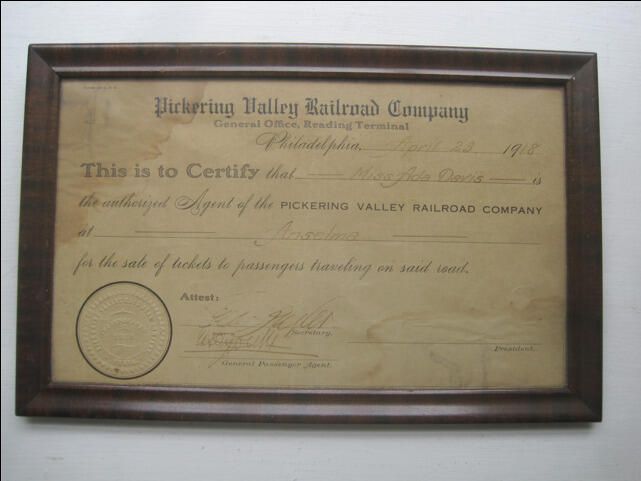 Pickering Valley Railroad Company
General Office, Reading Terminal
Philadelphia, April 23 1918
This is to Certify that Miss Ada Davis is
the authorized Agent of the PICKERING VALLEY RAILROAD COMPANY
at Anselma
for the sale of tickets to passengers traveling on said road.
Attest:
Secretary.
President.
General Passenger Agent.